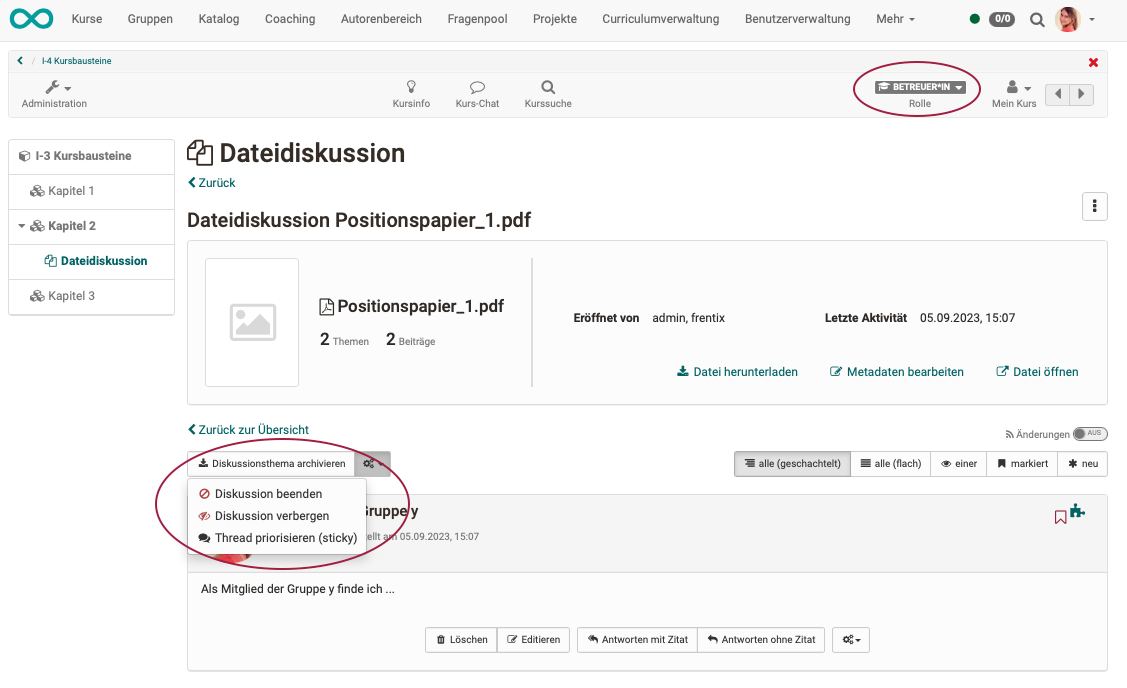 Kurse Gruppen Katalog Coaching Autorenbereich Fragenpool Projekte Curriculumverwaltung Benutzerverwaltung Mehr 0/0
/ I-4 Kursbausteine
Administration Kursinfo Kurs-Chat Kurssuche BETREUER*IN Rolle Mein Kurs
I-3 Kursbausteine
Kapitel 1
Kapitel 2
Dateidiskussion
Kapitel 3
Dateidiskussion
Zurück
Dateidiskussion Positionspapier_1.pdf
Positionspapier_1.pdf
2 Themen 2 Beiträge
Eröffnet von admin, frentix Letzte Aktivität 05.09.2023, 15:07
Datei herunterladen Metadaten bearbeiten Datei öffnen
Zurück zur Übersicht
Änderungen AUS
Diskussionsthema archivieren
alle (geschachtelt) alle (flach) einer markiert neu
Diskussion beenden
Diskussion verbergen
Thread priorisieren (sticky)
Gruppe y
ellt am 05.09.2023, 15:07
Als Mitglied der Gruppe y finde ich ...
Löschen Editieren Antworten mit Zitat Antworten ohne Zitat